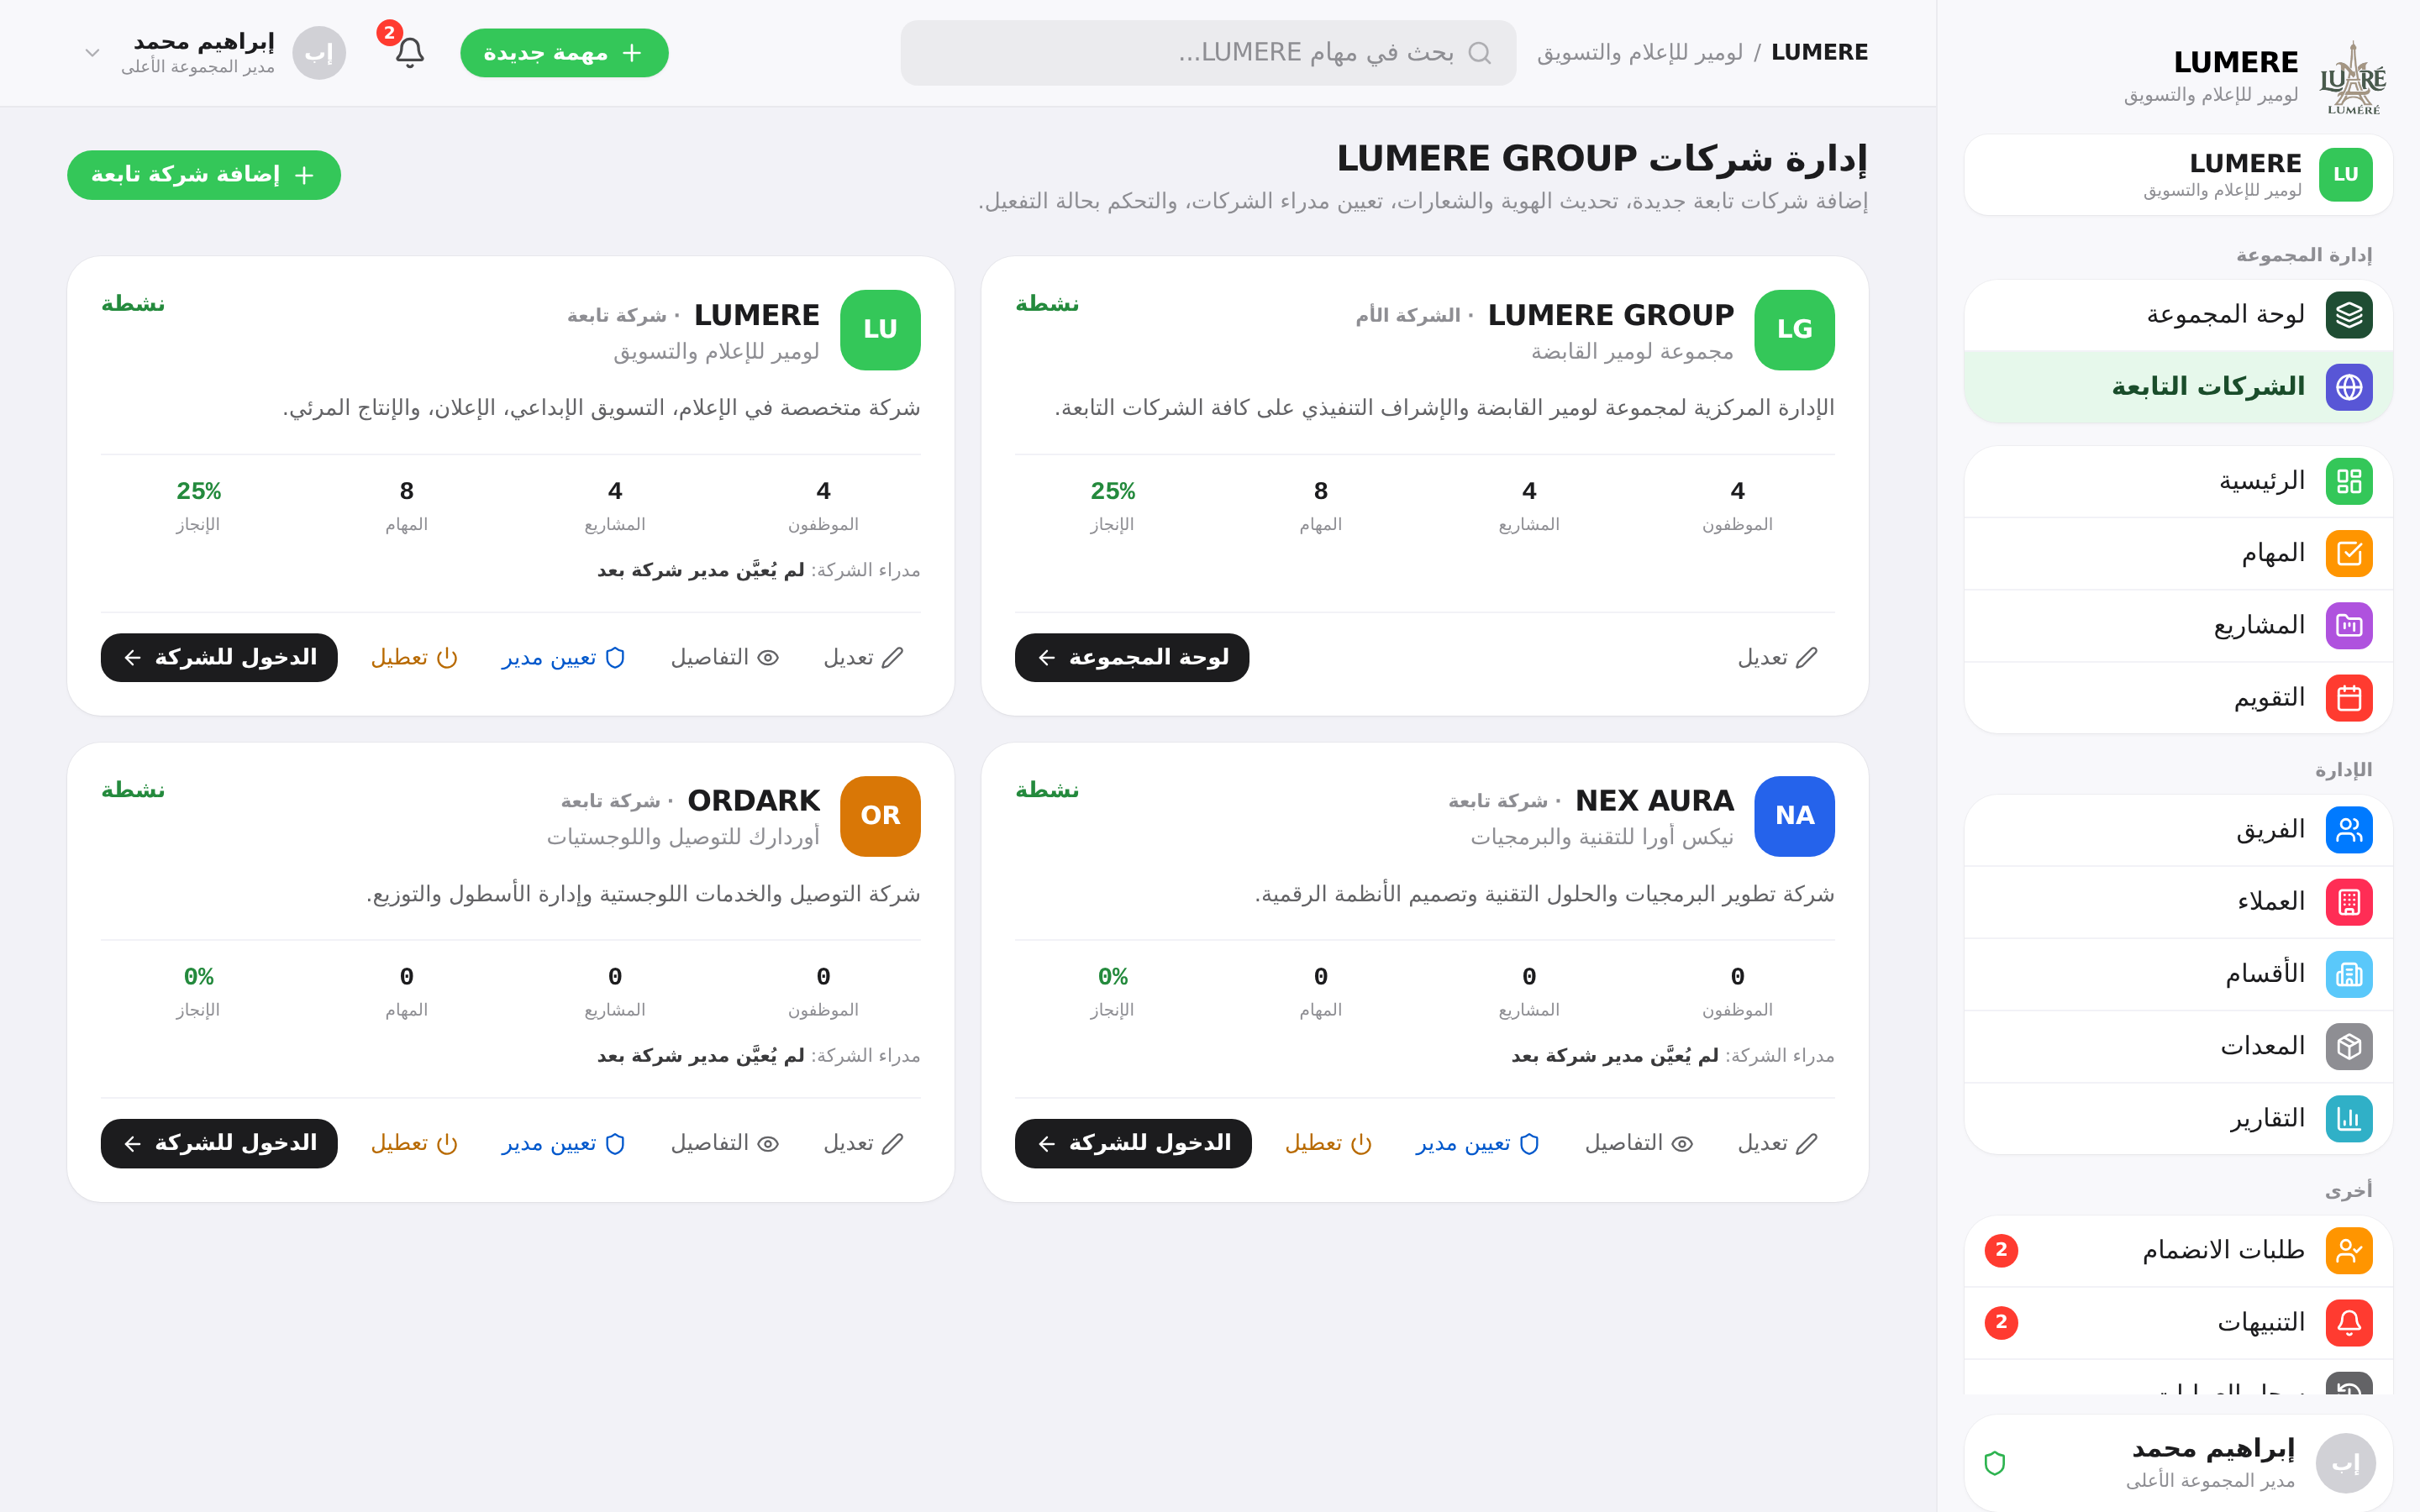 LUMERE
لومير للإعلام والتسويق
LUMÉRÉ
LU LUMERE
لومير للإعلام والتسويق
إدارة المجموعة
لوحة المجموعة
الشركات التابعة
الرئيسية
المهام
المشاريع
التقويم
الإدارة
الفريق
العملاء
الأقسام
المعدات
التقارير
أخرى
طلبات الانضمام 2
التنبيهات 2
إب إبراهيم محمد
مدير المجموعة الأعلى
LUMERE / لومير للإعلام والتسويق
بحث في مهام LUMERE...
مهمة جديدة
2
إب إبراهيم محمد
مدير المجموعة الأعلى
إدارة شركات LUMERE GROUP
إضافة شركات تابعة جديدة، تحديث الهوية والشعارات، تعيين مدراء الشركات، والتحكم بحالة التفعيل.
إضافة شركة تابعة
LG LUMERE GROUP · الشركة الأم نشطة
مجموعة لومير القابضة
الإدارة المركزية لمجموعة لومير القابضة والإشراف التنفيذي على كافة الشركات التابعة.
4 4 8 25%
الموظفون المشاريع المهام الإنجاز
تعديل لوحة المجموعة
LU LUMERE · شركة تابعة نشطة
لومير للإعلام والتسويق
شركة متخصصة في الإعلام، التسويق الإبداعي، الإعلان، والإنتاج المرئي.
4 4 8 25%
الموظفون المشاريع المهام الإنجاز
مدراء الشركة: لم يُعيَّن مدير شركة بعد
تعديل التفاصيل تعيين مدير تعطيل الدخول للشركة
NA NEX AURA · شركة تابعة نشطة
نيكس أورا للتقنية والبرمجيات
شركة تطوير البرمجيات والحلول التقنية وتصميم الأنظمة الرقمية.
0 0 0 0%
الموظفون المشاريع المهام الإنجاز
مدراء الشركة: لم يُعيَّن مدير شركة بعد
تعديل التفاصيل تعيين مدير تعطيل الدخول للشركة
OR ORDARK · شركة تابعة نشطة
أوردارك للتوصيل واللوجستيات
شركة التوصيل والخدمات اللوجستية وإدارة الأسطول والتوزيع.
0 0 0 0%
الموظفون المشاريع المهام الإنجاز
مدراء الشركة: لم يُعيَّن مدير شركة بعد
تعديل التفاصيل تعيين مدير تعطيل الدخول للشركة